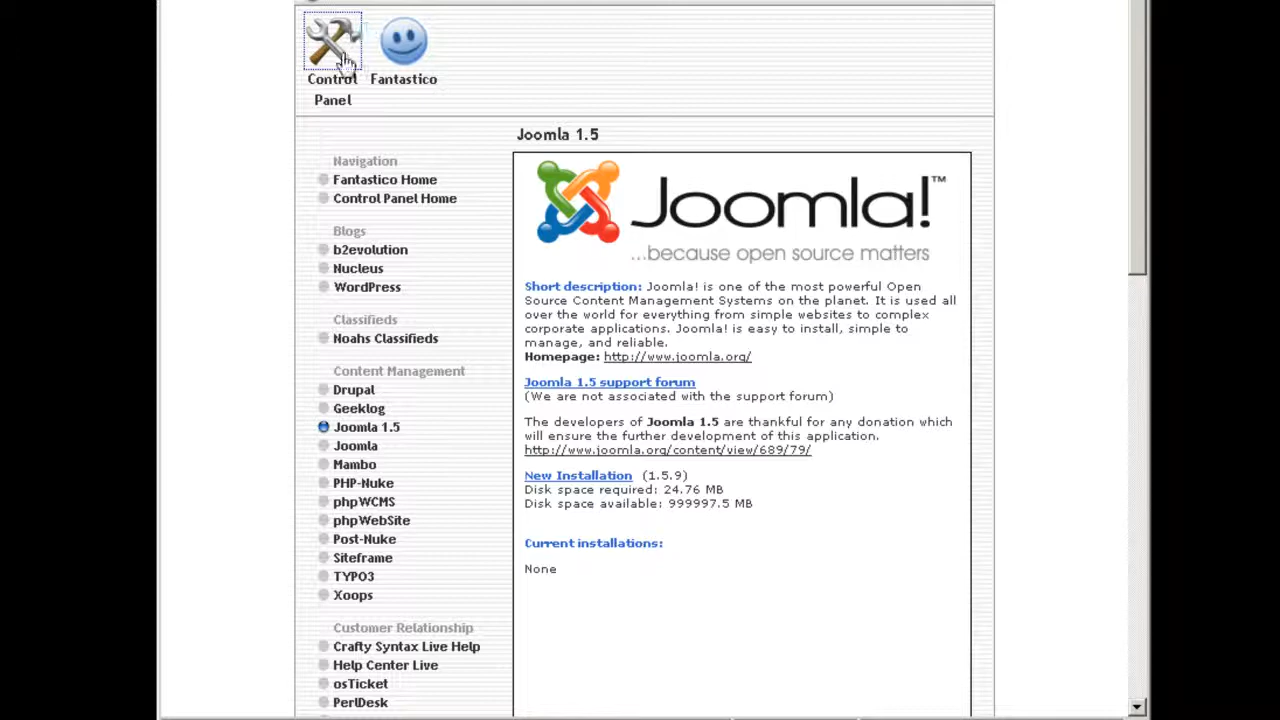 Control Panel
Fantastico
Joomla 1.5
Navigation
Fantastico Home
Control Panel Home
Blogs
b2evolution
Nucleus
WordPress
Classifieds
Noahs Classifieds
Content Management
Drupal
Geeklog
Joomla 1.5
Joomla
Mambo
PHP-Nuke
phpWCMS
phpWebSite
Post-Nuke
Siteframe
TYPO3
Xoops
Customer Relationship
Crafty Syntax Live Help
Help Center Live
osTicket
PerlDesk
Joomla!™
...because open source matters
Short description: Joomla! is one of the most powerful Open
Source Content Management Systems on the planet. It is used all
over the world for everything from simple websites to complex
corporate applications. Joomla! is easy to install, simple to
manage, and reliable.
Homepage: http://www.joomla.org/
Joomla 1.5 support forum
(We are not associated with the support forum)
The developers of Joomla 1.5 are thankful for any donation which
will ensure the further development of this application.
http://www.joomla.org/content/view/689/79/
New Installation (1.5.9)
Disk space required: 24.76 MB
Disk space available: 999997.5 MB
Current installations:
None